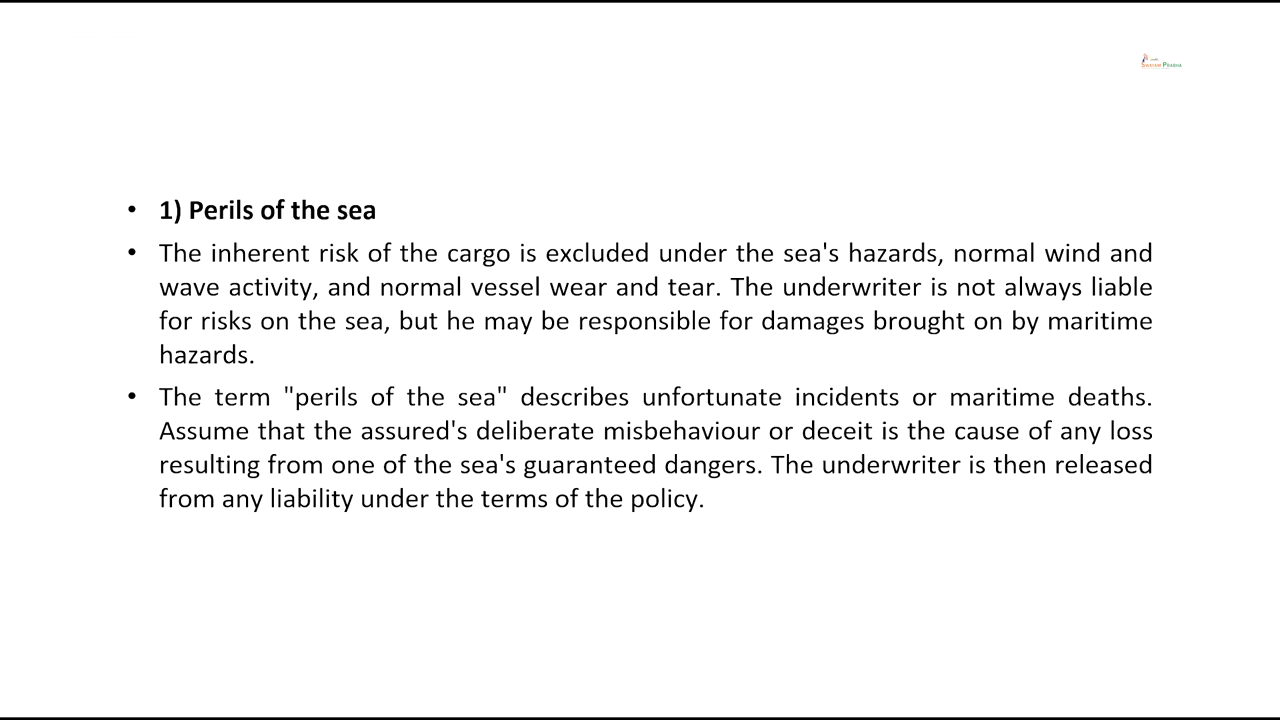 SWAYAM PRABHA
• 1) Perils of the sea
• The inherent risk of the cargo is excluded under the sea's hazards, normal wind and
wave activity, and normal vessel wear and tear. The underwriter is not always liable
for risks on the sea, but he may be responsible for damages brought on by maritime
hazards.
• The term "perils of the sea" describes unfortunate incidents or maritime deaths.
Assume that the assured's deliberate misbehaviour or deceit is the cause of any loss
resulting from one of the sea's guaranteed dangers. The underwriter is then released
from any liability under the terms of the policy.